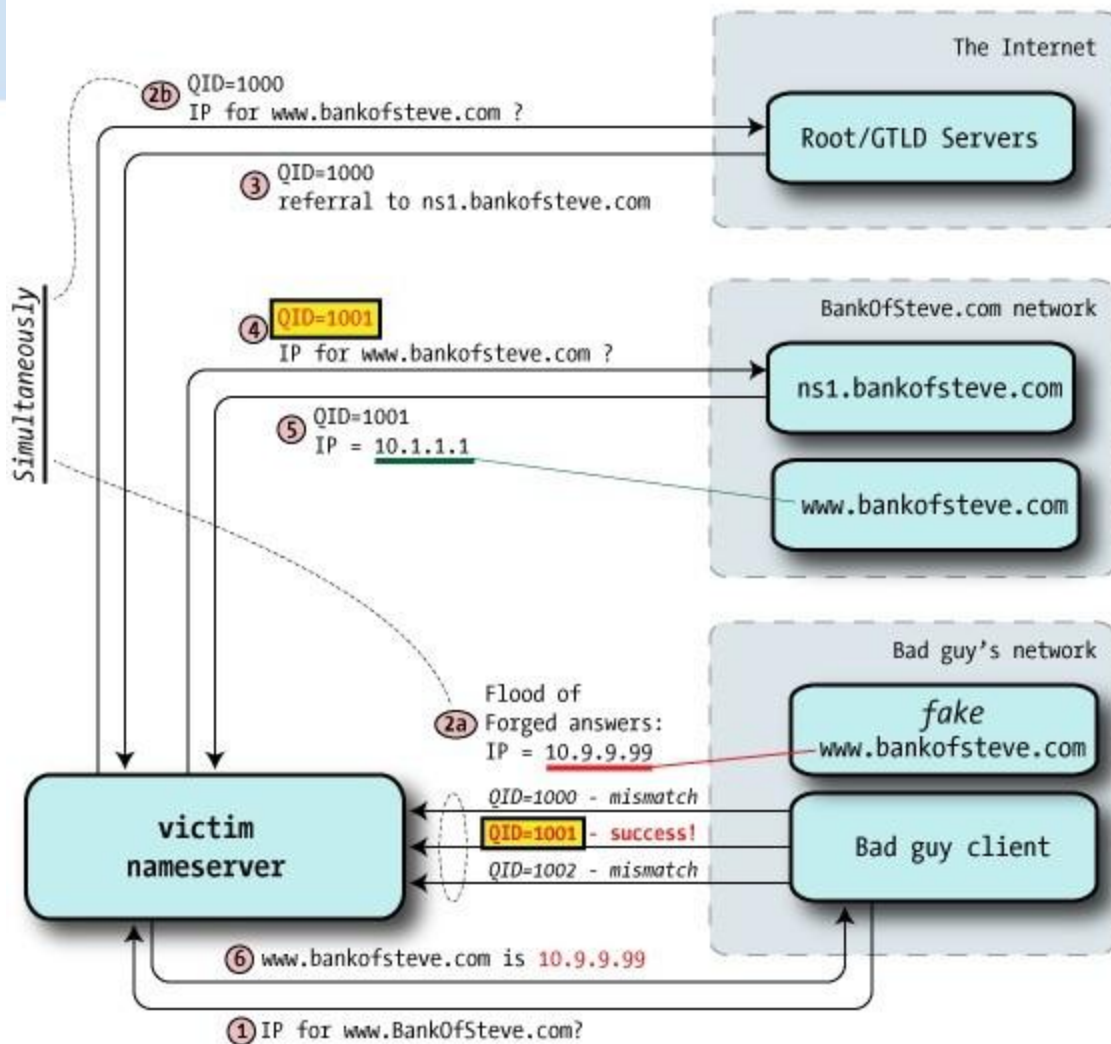 The Internet
2b QID=1000
IP for www.bankofsteve.com ?
Root/GTLD Servers
3 QID=1000
referral to ns1.bankofsteve.com
Simultaneously
BankOfSteve.com network
4 QID=1001
IP for www.bankofsteve.com ?
ns1.bankofsteve.com
5 QID=1001
IP = 10.1.1.1
www.bankofsteve.com
Bad guy's network
2a Flood of
Forged answers:
IP = 10.9.9.99
fake
www.bankofsteve.com
victim
nameserver
QID=1000 - mismatch
QID=1001 - success!
QID=1002 - mismatch
Bad guy client
6 www.bankofsteve.com is 10.9.9.99
1 IP for www.BankOfSteve.com?